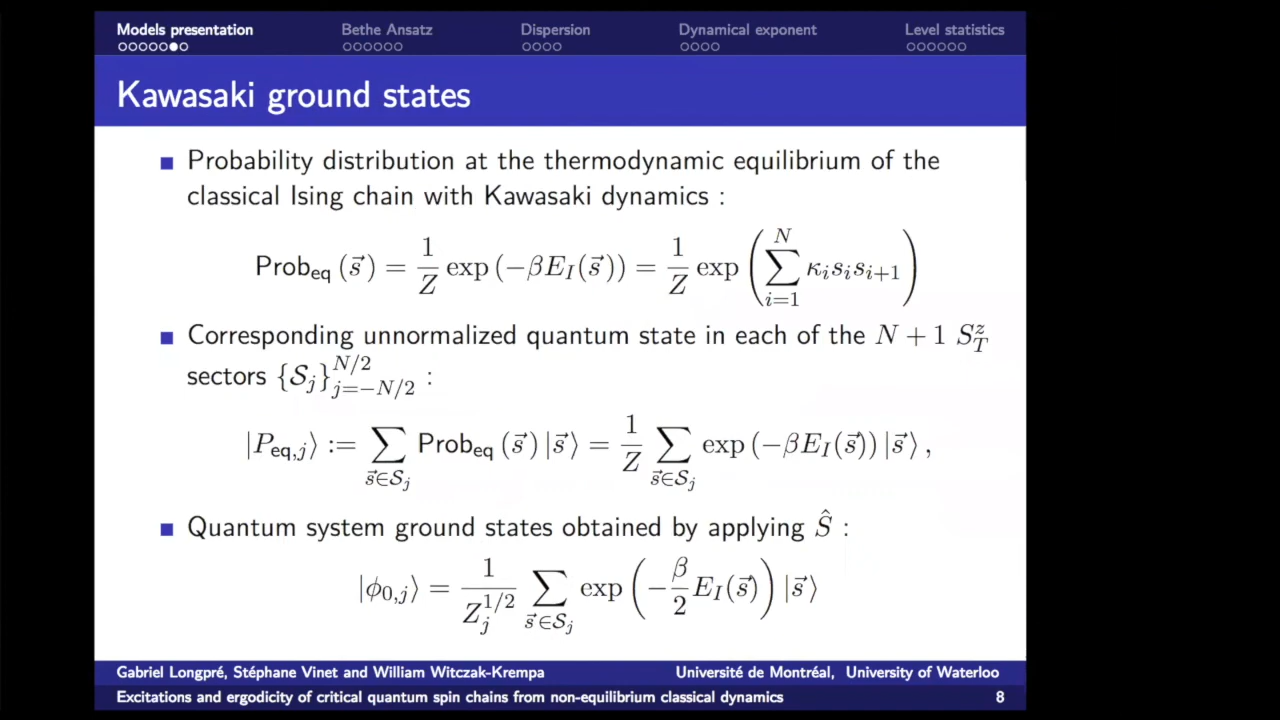 Models presentation Bethe Ansatz Dispersion Dynamical exponent Level statistics
Kawasaki ground states
Probability distribution at the thermodynamic equilibrium of the
classical Ising chain with Kawasaki dynamics :
Prob_eq (s⃗) = 1/Z exp (−βE_I(s⃗)) = 1/Z exp (∑_{i=1}^{N} κ_i s_i s_{i+1})
Corresponding unnormalized quantum state in each of the N + 1 S_T^z
sectors {𝒮_j}_{j=−N/2}^{N/2} :
|P_{eq,j}⟩ := ∑_{s⃗∈𝒮_j} Prob_eq (s⃗) |s⃗⟩ = 1/Z ∑_{s⃗∈𝒮_j} exp (−βE_I(s⃗)) |s⃗⟩ ,
Quantum system ground states obtained by applying Ŝ :
|ϕ_{0,j}⟩ = 1/Z_j^{1/2} ∑_{s⃗∈𝒮_j} exp (−β/2 E_I(s⃗)) |s⃗⟩
Gabriel Longpré, Stéphane Vinet and William Witczak-Krempa Université de Montréal, University of Waterloo
Excitations and ergodicity of critical quantum spin chains from non-equilibrium classical dynamics 8